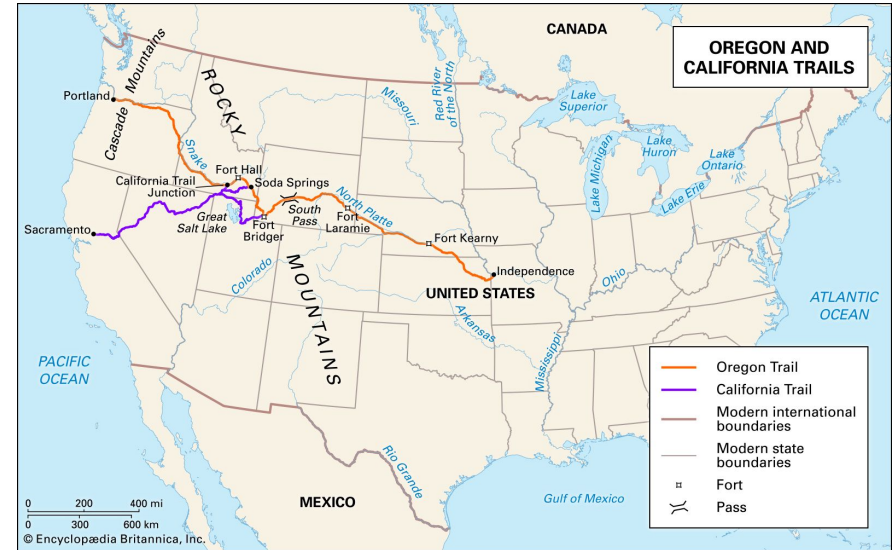 OREGON AND
CALIFORNIA TRAILS
CANADA
Cascade
Mountains
ROCKY
Missouri
Red River
of the North
Lake
Superior
Portland
Lake Michigan
Lake
Huron
Lake
Ontario
Lake Erie
Snake
Fort Hall
California Trail
Junction
Soda Springs
North Platte
Great
Salt Lake
South
Pass
Fort
Laramie
Fort
Bridger
Sacramento
Fort Kearny
Independence
Colorado
MOUNTAINS
UNITED STATES
Ohio
Arkansas
Mississippi
ATLANTIC
OCEAN
PACIFIC
OCEAN
Oregon Trail
California Trail
Modern international
boundaries
Modern state
boundaries
Fort
Pass
Rio Grande
MEXICO
Gulf of Mexico
0 200 400 mi
0 300 600 km
© Encyclopædia Britannica, Inc.